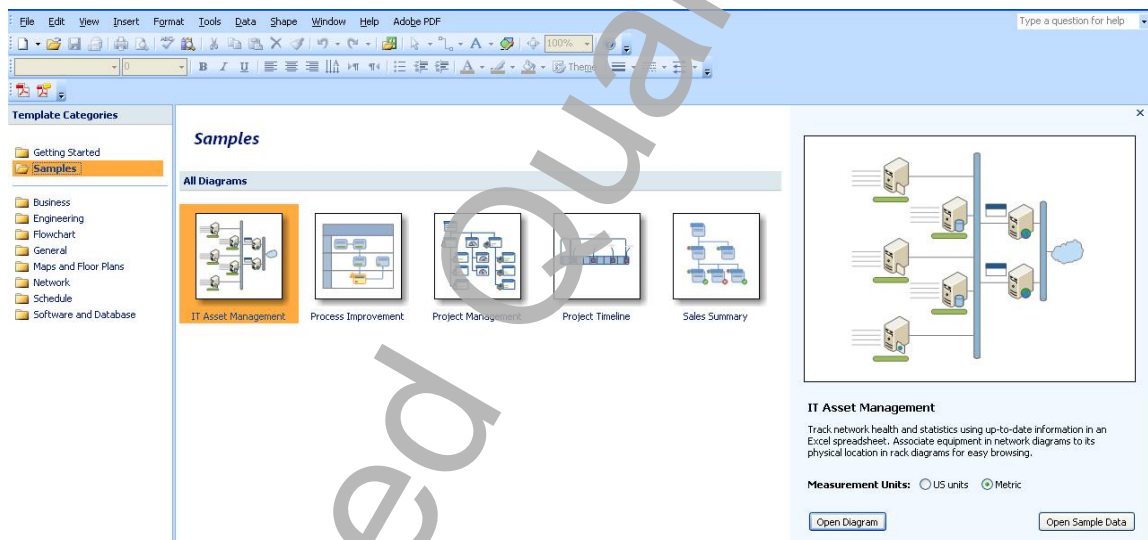 File Edit View Insert Format Tools Data Shape Window Help Adobe PDF Type a question for help
100%
0 B I U A Theme
Template Categories
Getting Started
Samples
Business
Engineering
Flowchart
General
Maps and Floor Plans
Network
Schedule
Software and Database
Samples
All Diagrams
IT Asset Management Process Improvement Project Management Project Timeline Sales Summary
IT Asset Management
Track network health and statistics using up-to-date information in an
Excel spreadsheet. Associate equipment in network diagrams to its
physical location in rack diagrams for easy browsing.
Measurement Units: US units Metric
Open Diagram Open Sample Data